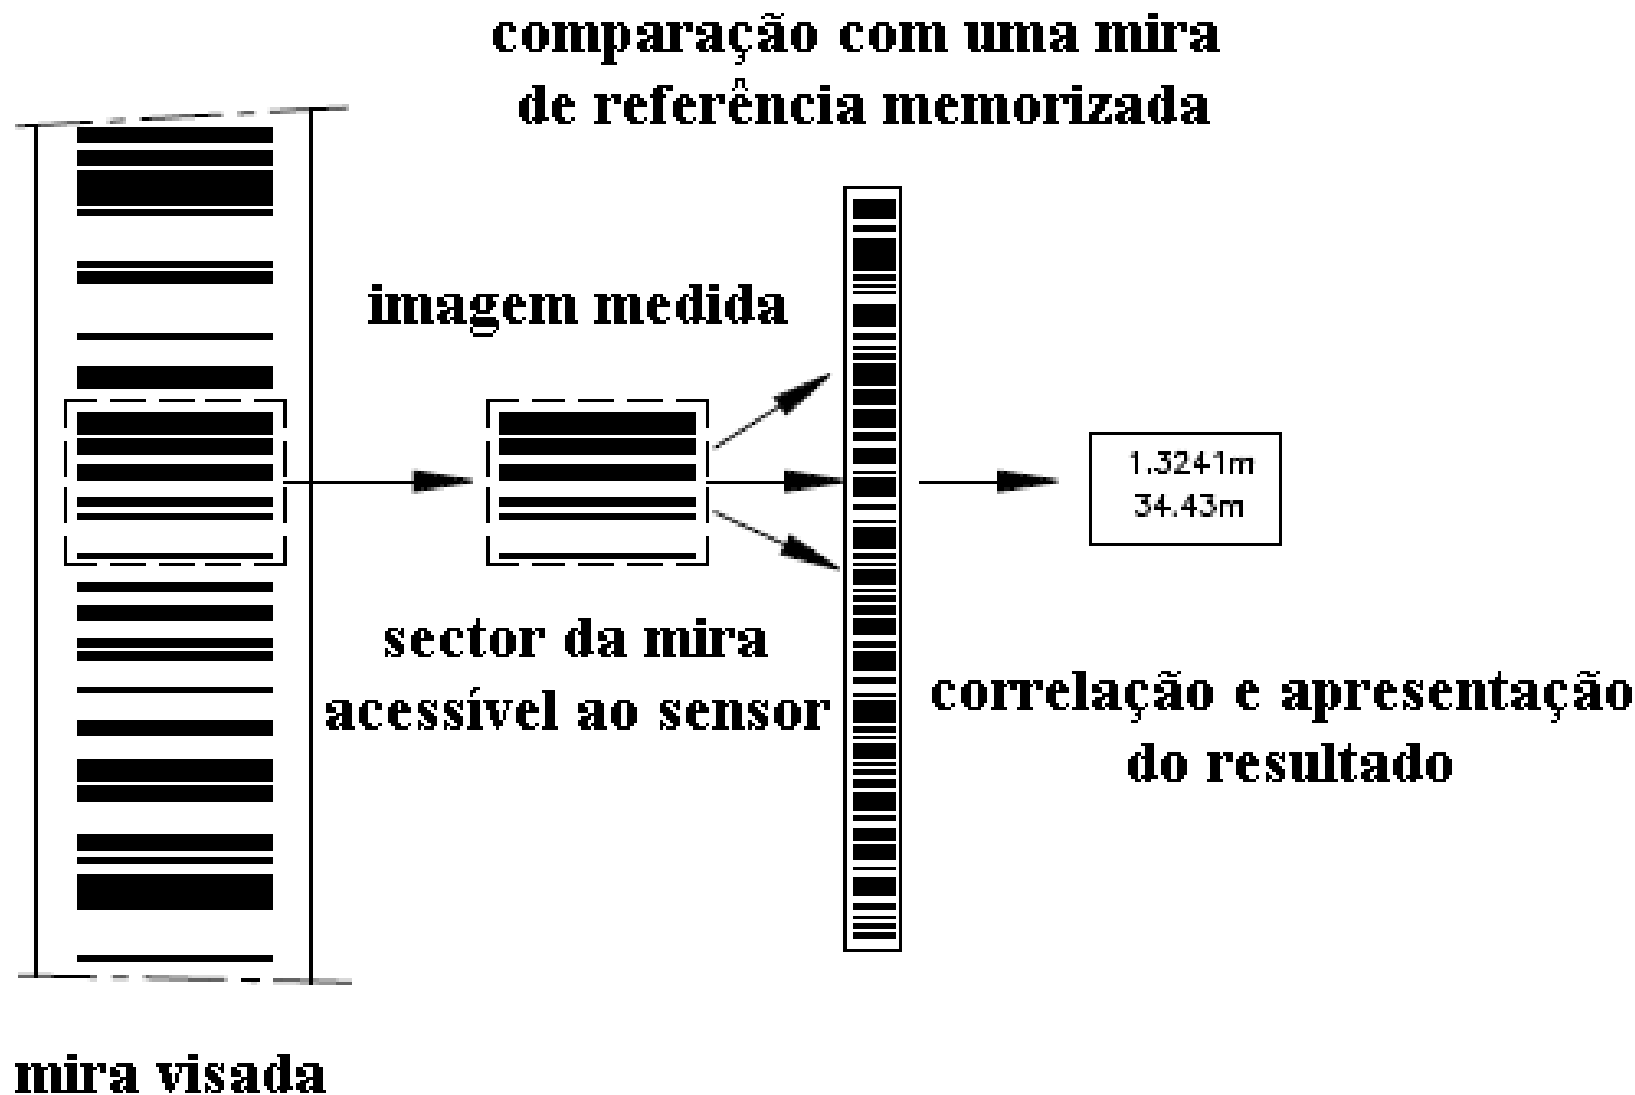 comparação com uma mira
de referência memorizada
imagem medida
1.3241m
34.43m
sector da mira
acessível ao sensor
correlação e apresentação
do resultado
mira visada